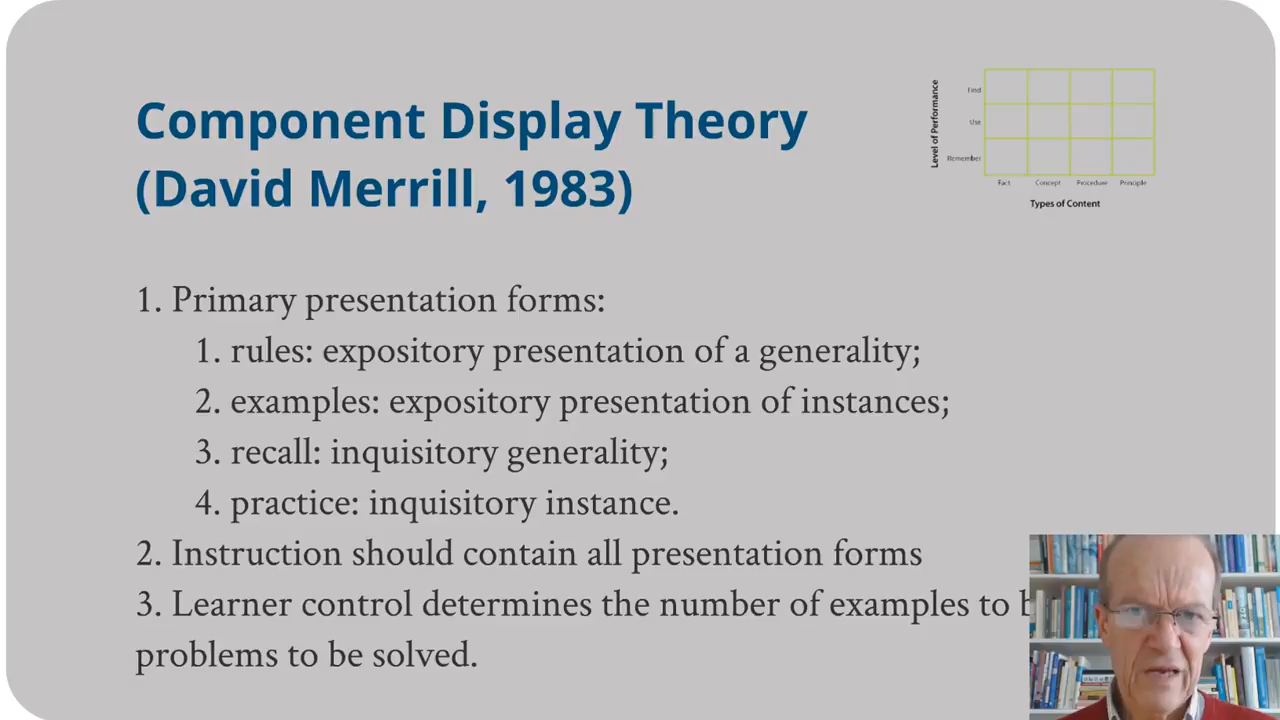 Component Display Theory
(David Merrill, 1983)
Level of Performance
Find
Use
Remember
Fact Concept Procedure Principle
Types of Content
1. Primary presentation forms:
1. rules: expository presentation of a generality;
2. examples: expository presentation of instances;
3. recall: inquisitory generality;
4. practice: inquisitory instance.
2. Instruction should contain all presentation forms
3. Learner control determines the number of examples to
problems to be solved.